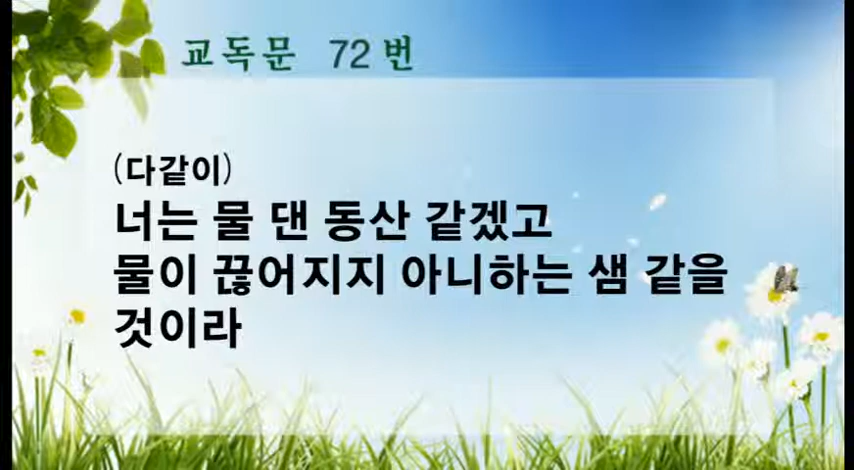 교독문 72 번
(다같이)
너는 물 댄 동산 같겠고
물이 끊어지지 아니하는 샘 같을
것이라